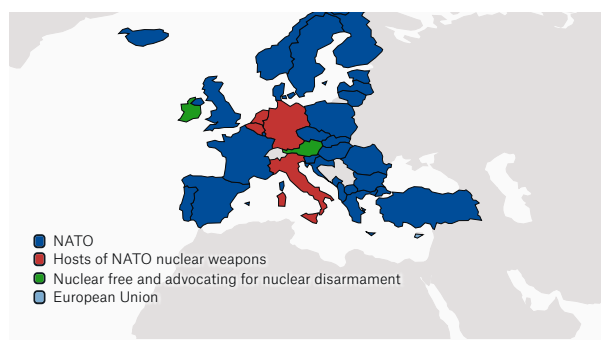 NATO
Hosts of NATO nuclear weapons
Nuclear free and advocating for nuclear disarmament
European Union